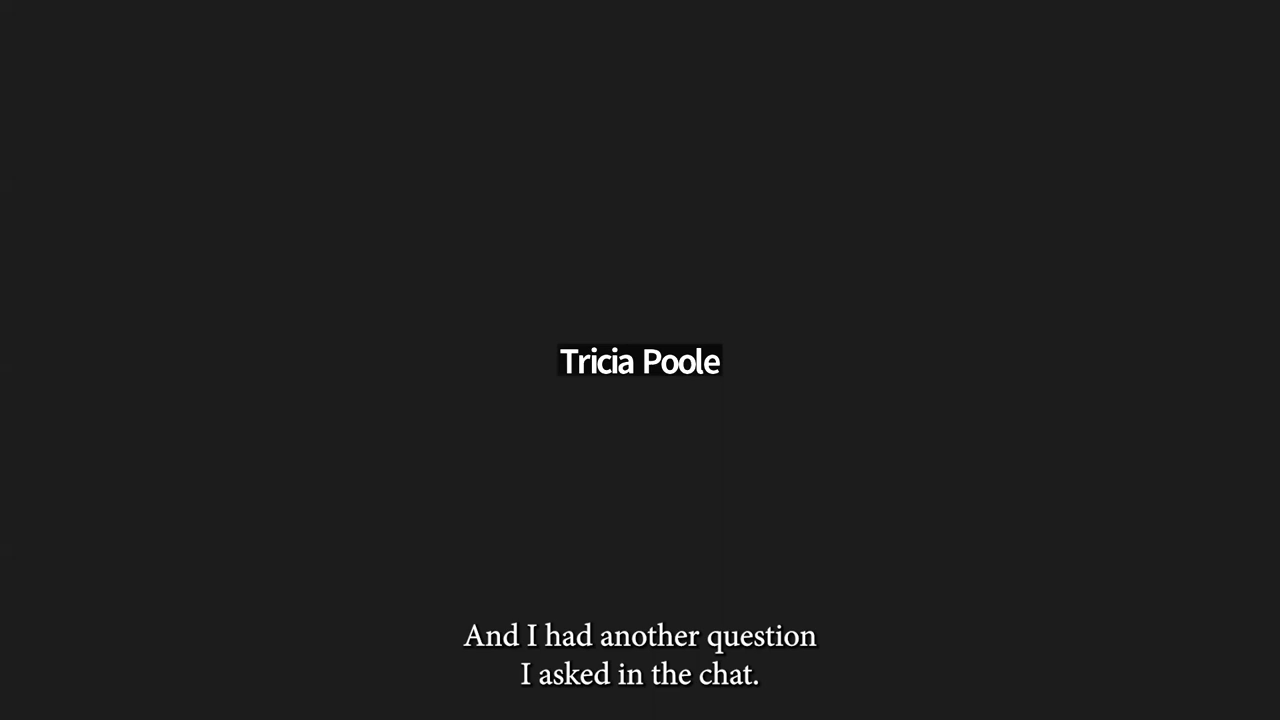 Tricia Poole
And I had another question
I asked in the chat.